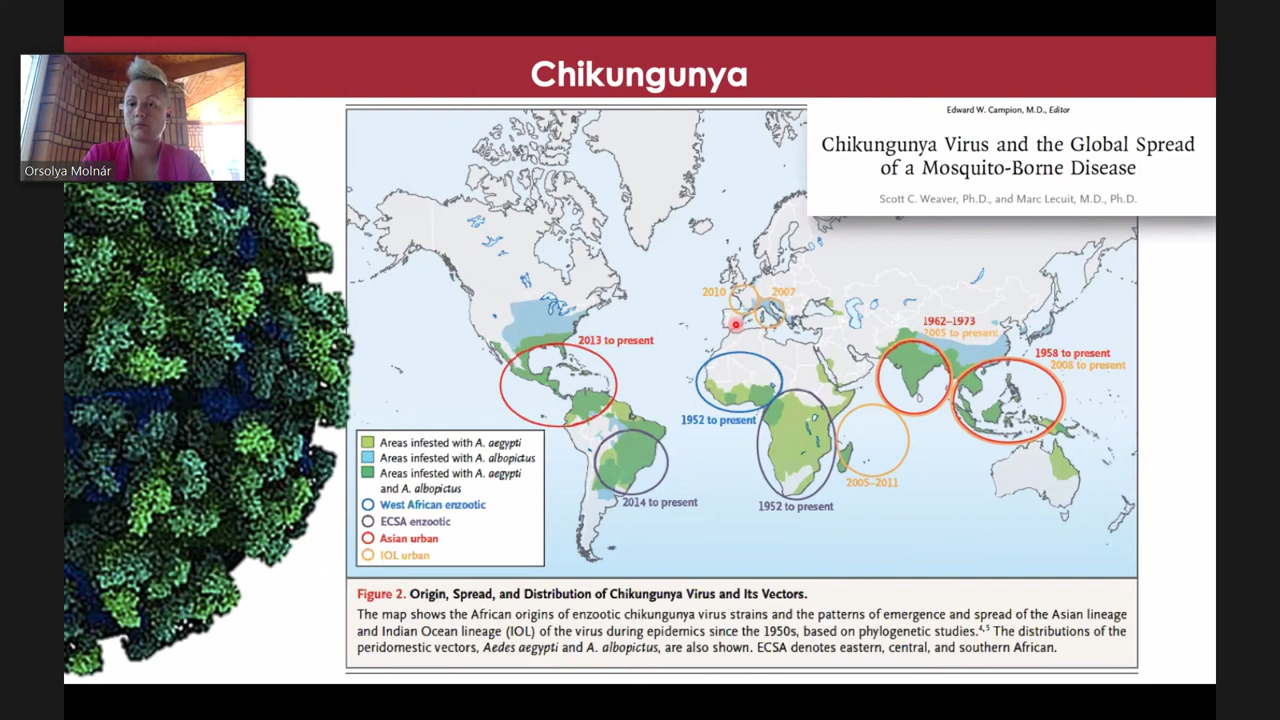 Chikungunya
Orsolya Molnár
Edward W. Campion, M.D., Editor
Chikungunya Virus and the Global Spread
of a Mosquito-Borne Disease
Scott C. Weaver, Ph.D., and Marc Lecuit, M.D., Ph.D.
2010
2007
2013 to present
1962–1973
2005 to present
1958 to present
2008 to present
1952 to present
2005–2011
2014 to present
1952 to present
Areas infested with A. aegypti
Areas infested with A. albopictus
Areas infested with A. aegypti
and A. albopictus
West African enzootic
ECSA enzootic
Asian urban
IOL urban
Figure 2. Origin, Spread, and Distribution of Chikungunya Virus and Its Vectors.
The map shows the African origins of enzootic chikungunya virus strains and the patterns of emergence and spread of the Asian lineage
and Indian Ocean lineage (IOL) of the virus during epidemics since the 1950s, based on phylogenetic studies.4,5 The distributions of the
peridomestic vectors, Aedes aegypti and A. albopictus, are also shown. ECSA denotes eastern, central, and southern African.